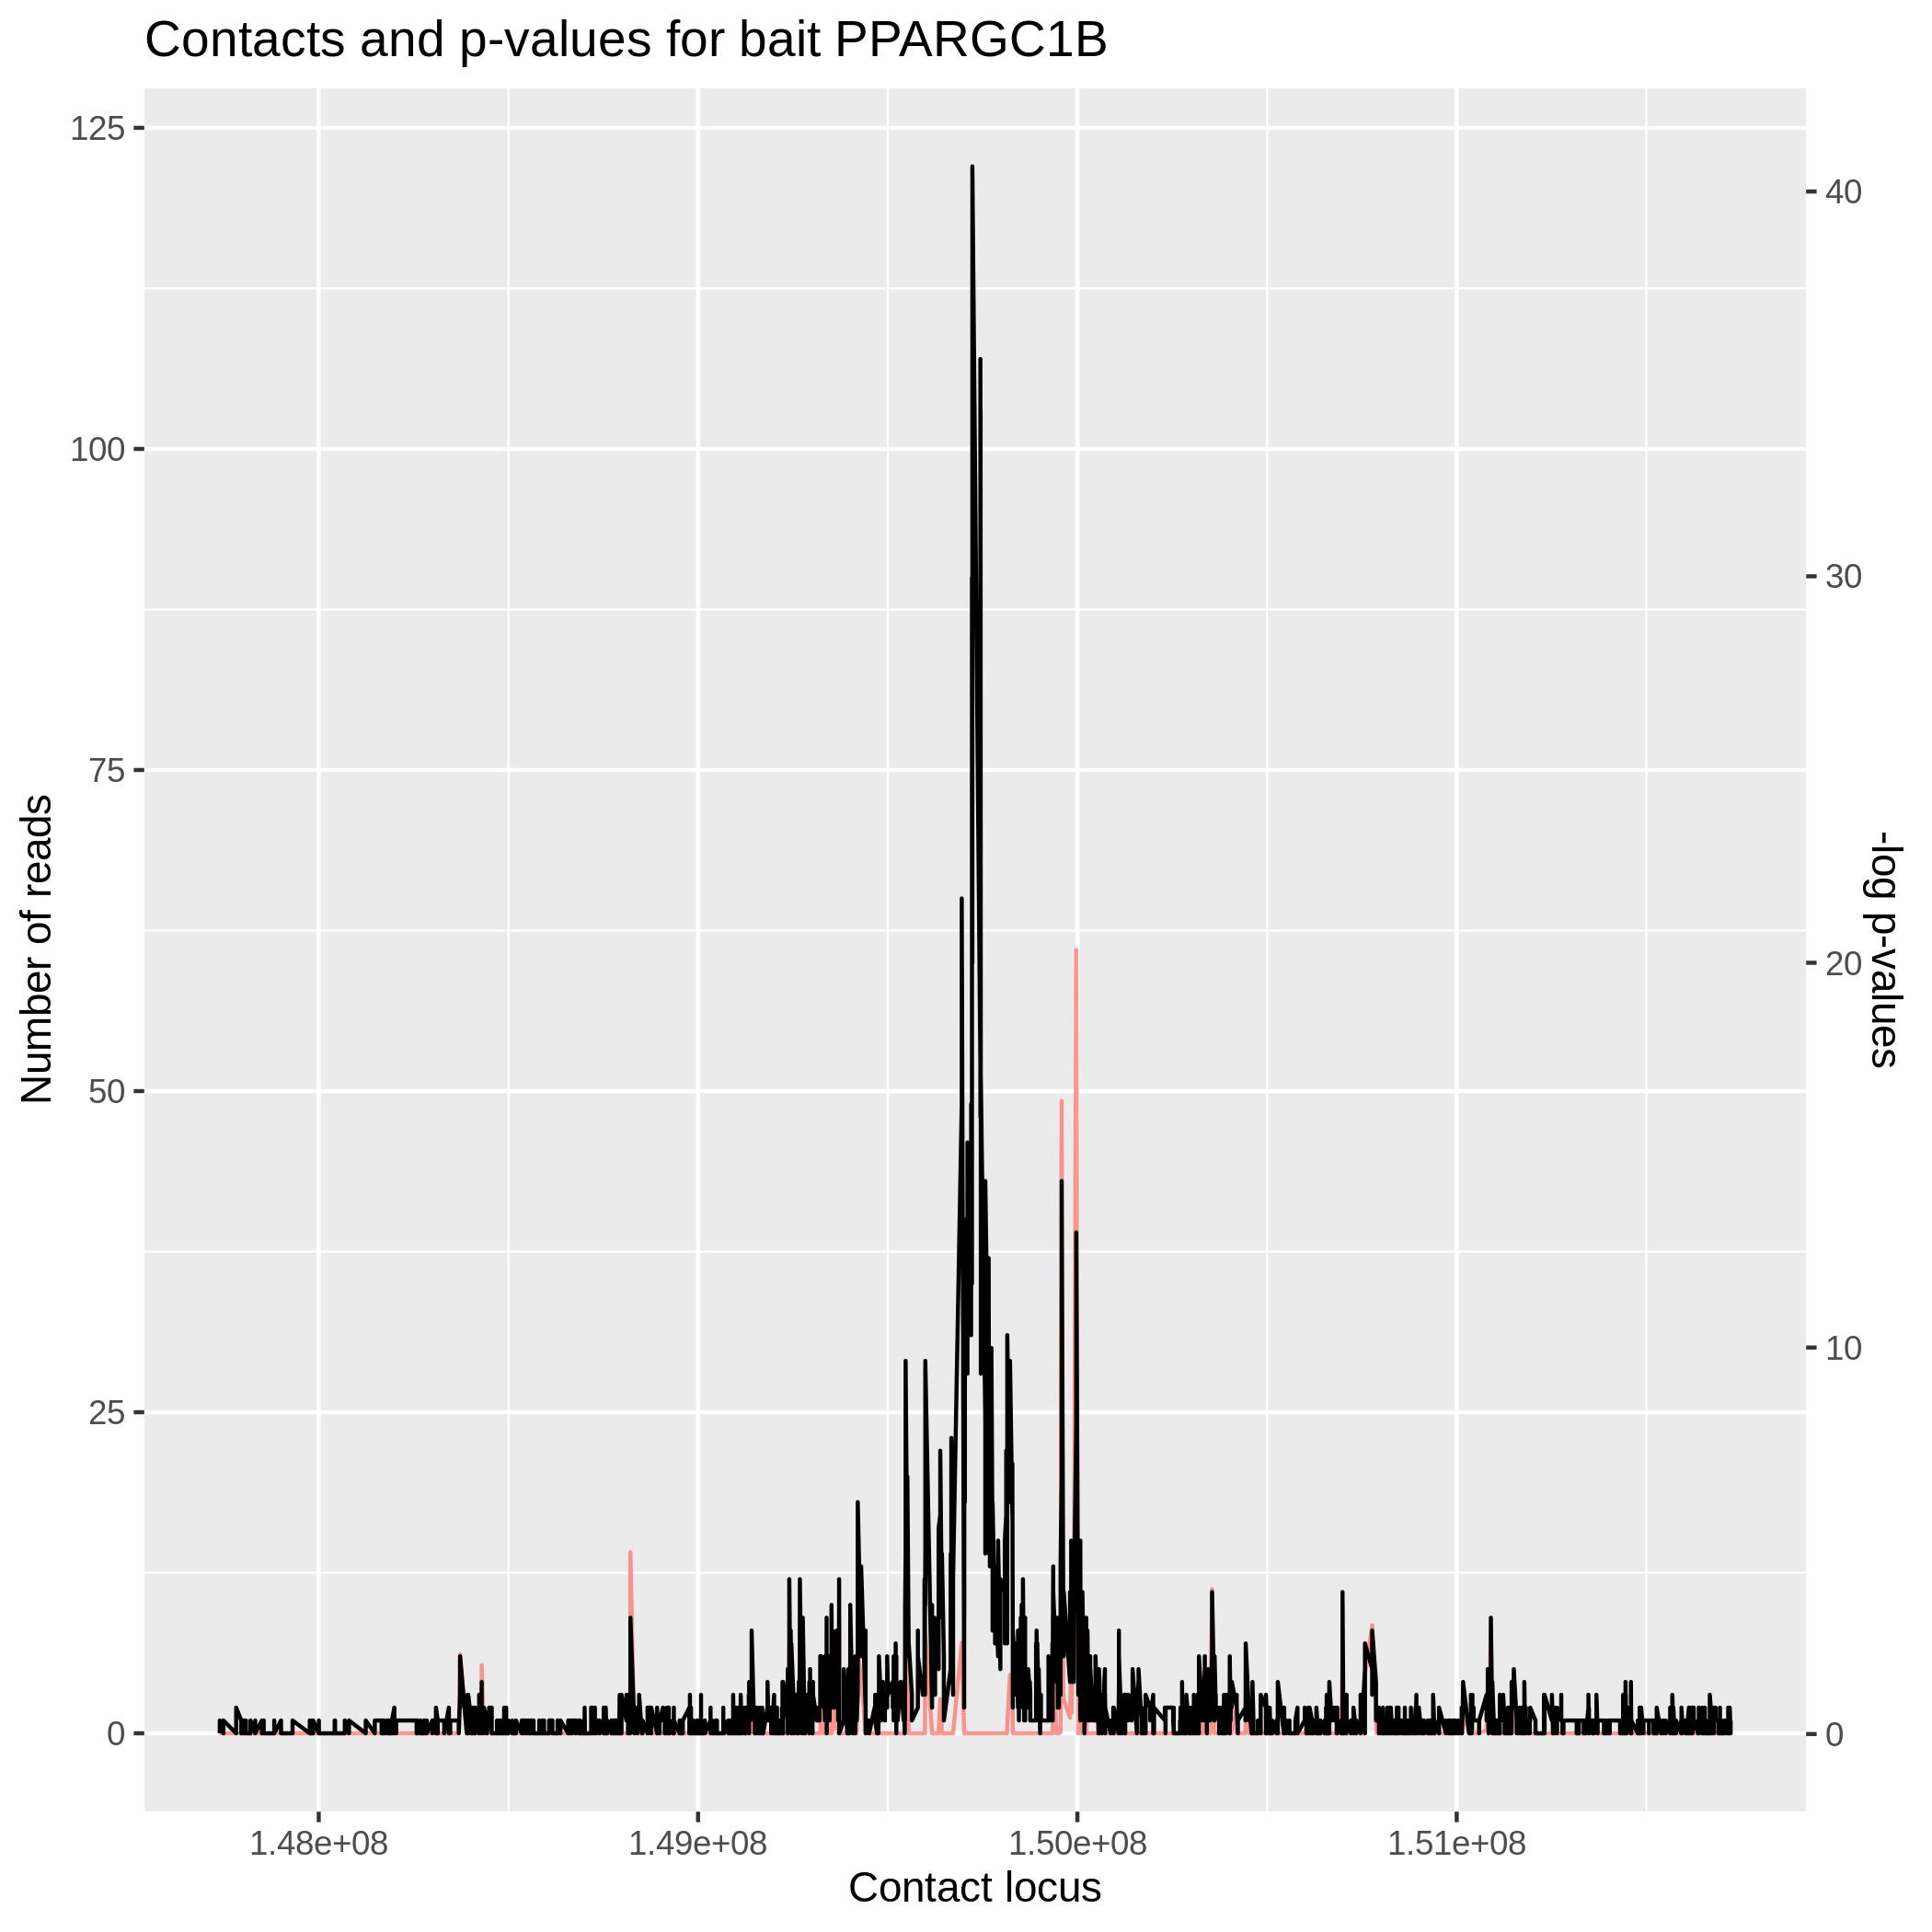 Contacts and p-values for bait PPARGC1B
125
100
75
50
25
0
Number of reads
40
30
20
10
0
-log p-values
1.48e+08 1.49e+08 1.50e+08 1.51e+08
Contact locus